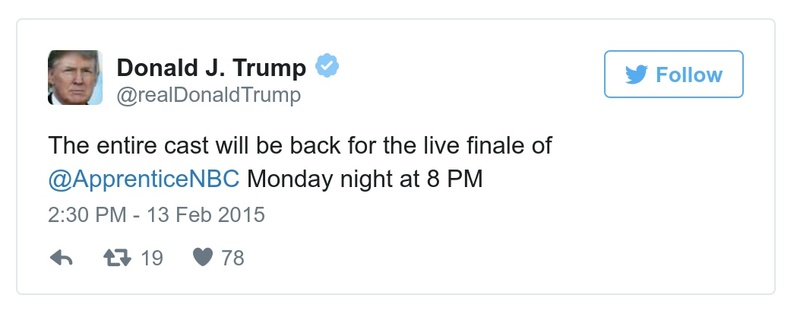 Donald J. Trump
@realDonaldTrump
Follow
The entire cast will be back for the live finale of
@ApprenticeNBC Monday night at 8 PM
2:30 PM - 13 Feb 2015
19 78